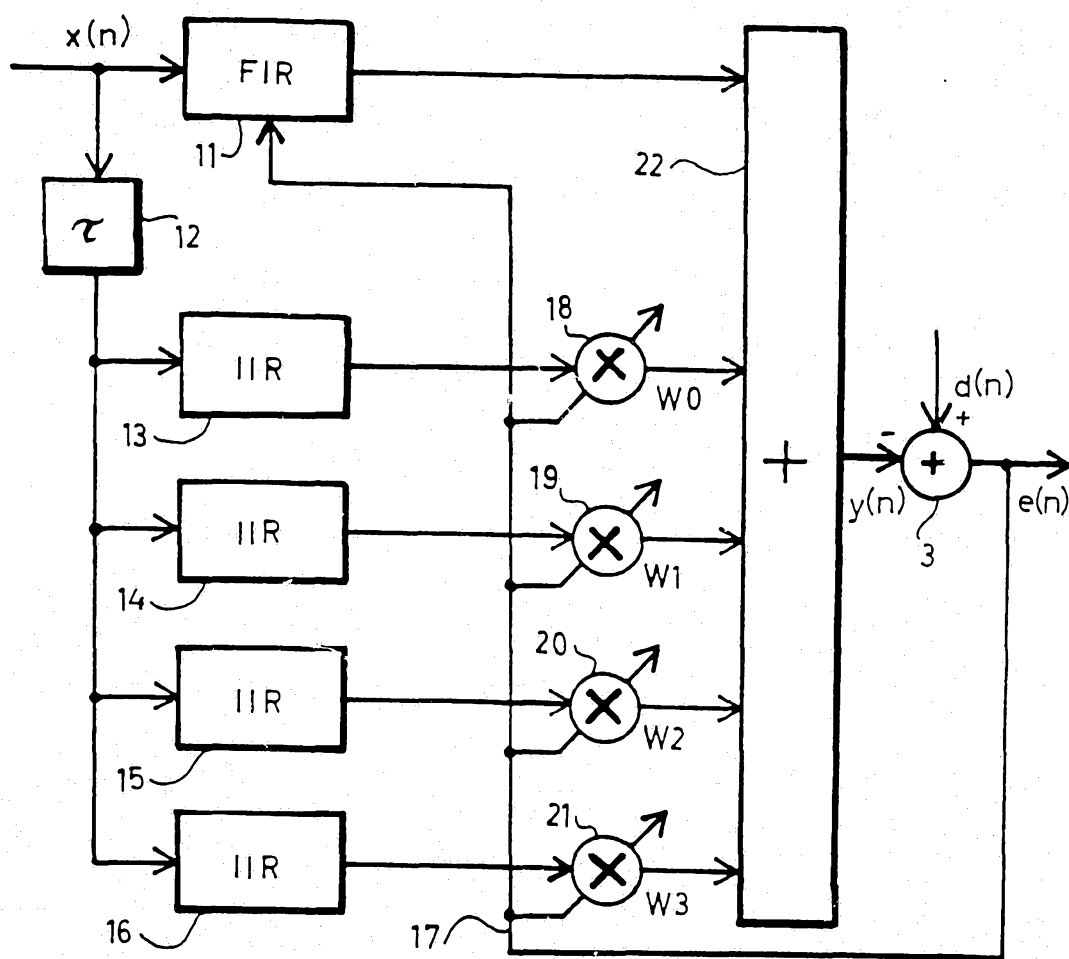 x(n)
FIR
11
22
τ
12
18
IIR
×
W0
13
d(n)
+
-
+
+
19
y(n)
e(n)
3
IIR
×
W1
14
20
IIR
×
W2
15
21
IIR
×
W3
16
17